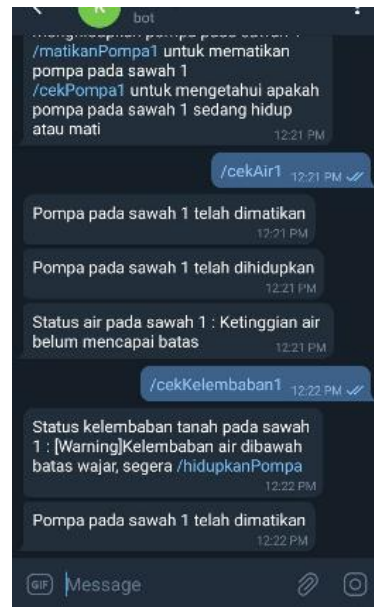 bot
/matikanPompa1 untuk mematikan
pompa pada sawah 1
/cekPompa1 untuk mengetahui apakah
pompa pada sawah 1 sedang hidup
atau mati
12:21 PM
/cekAir1 12:21 PM
Pompa pada sawah 1 telah dimatikan
12:21 PM
Pompa pada sawah 1 telah dihidupkan
12:21 PM
Status air pada sawah 1 : Ketinggian air
belum mencapai batas
12:21 PM
/cekKelembaban1 12:22 PM
Status kelembaban tanah pada sawah
1 : [Warning]Kelembaban air dibawah
batas wajar, segera /hidupkanPompa
12:22 PM
Pompa pada sawah 1 telah dimatikan
12:22 PM
GIF Message